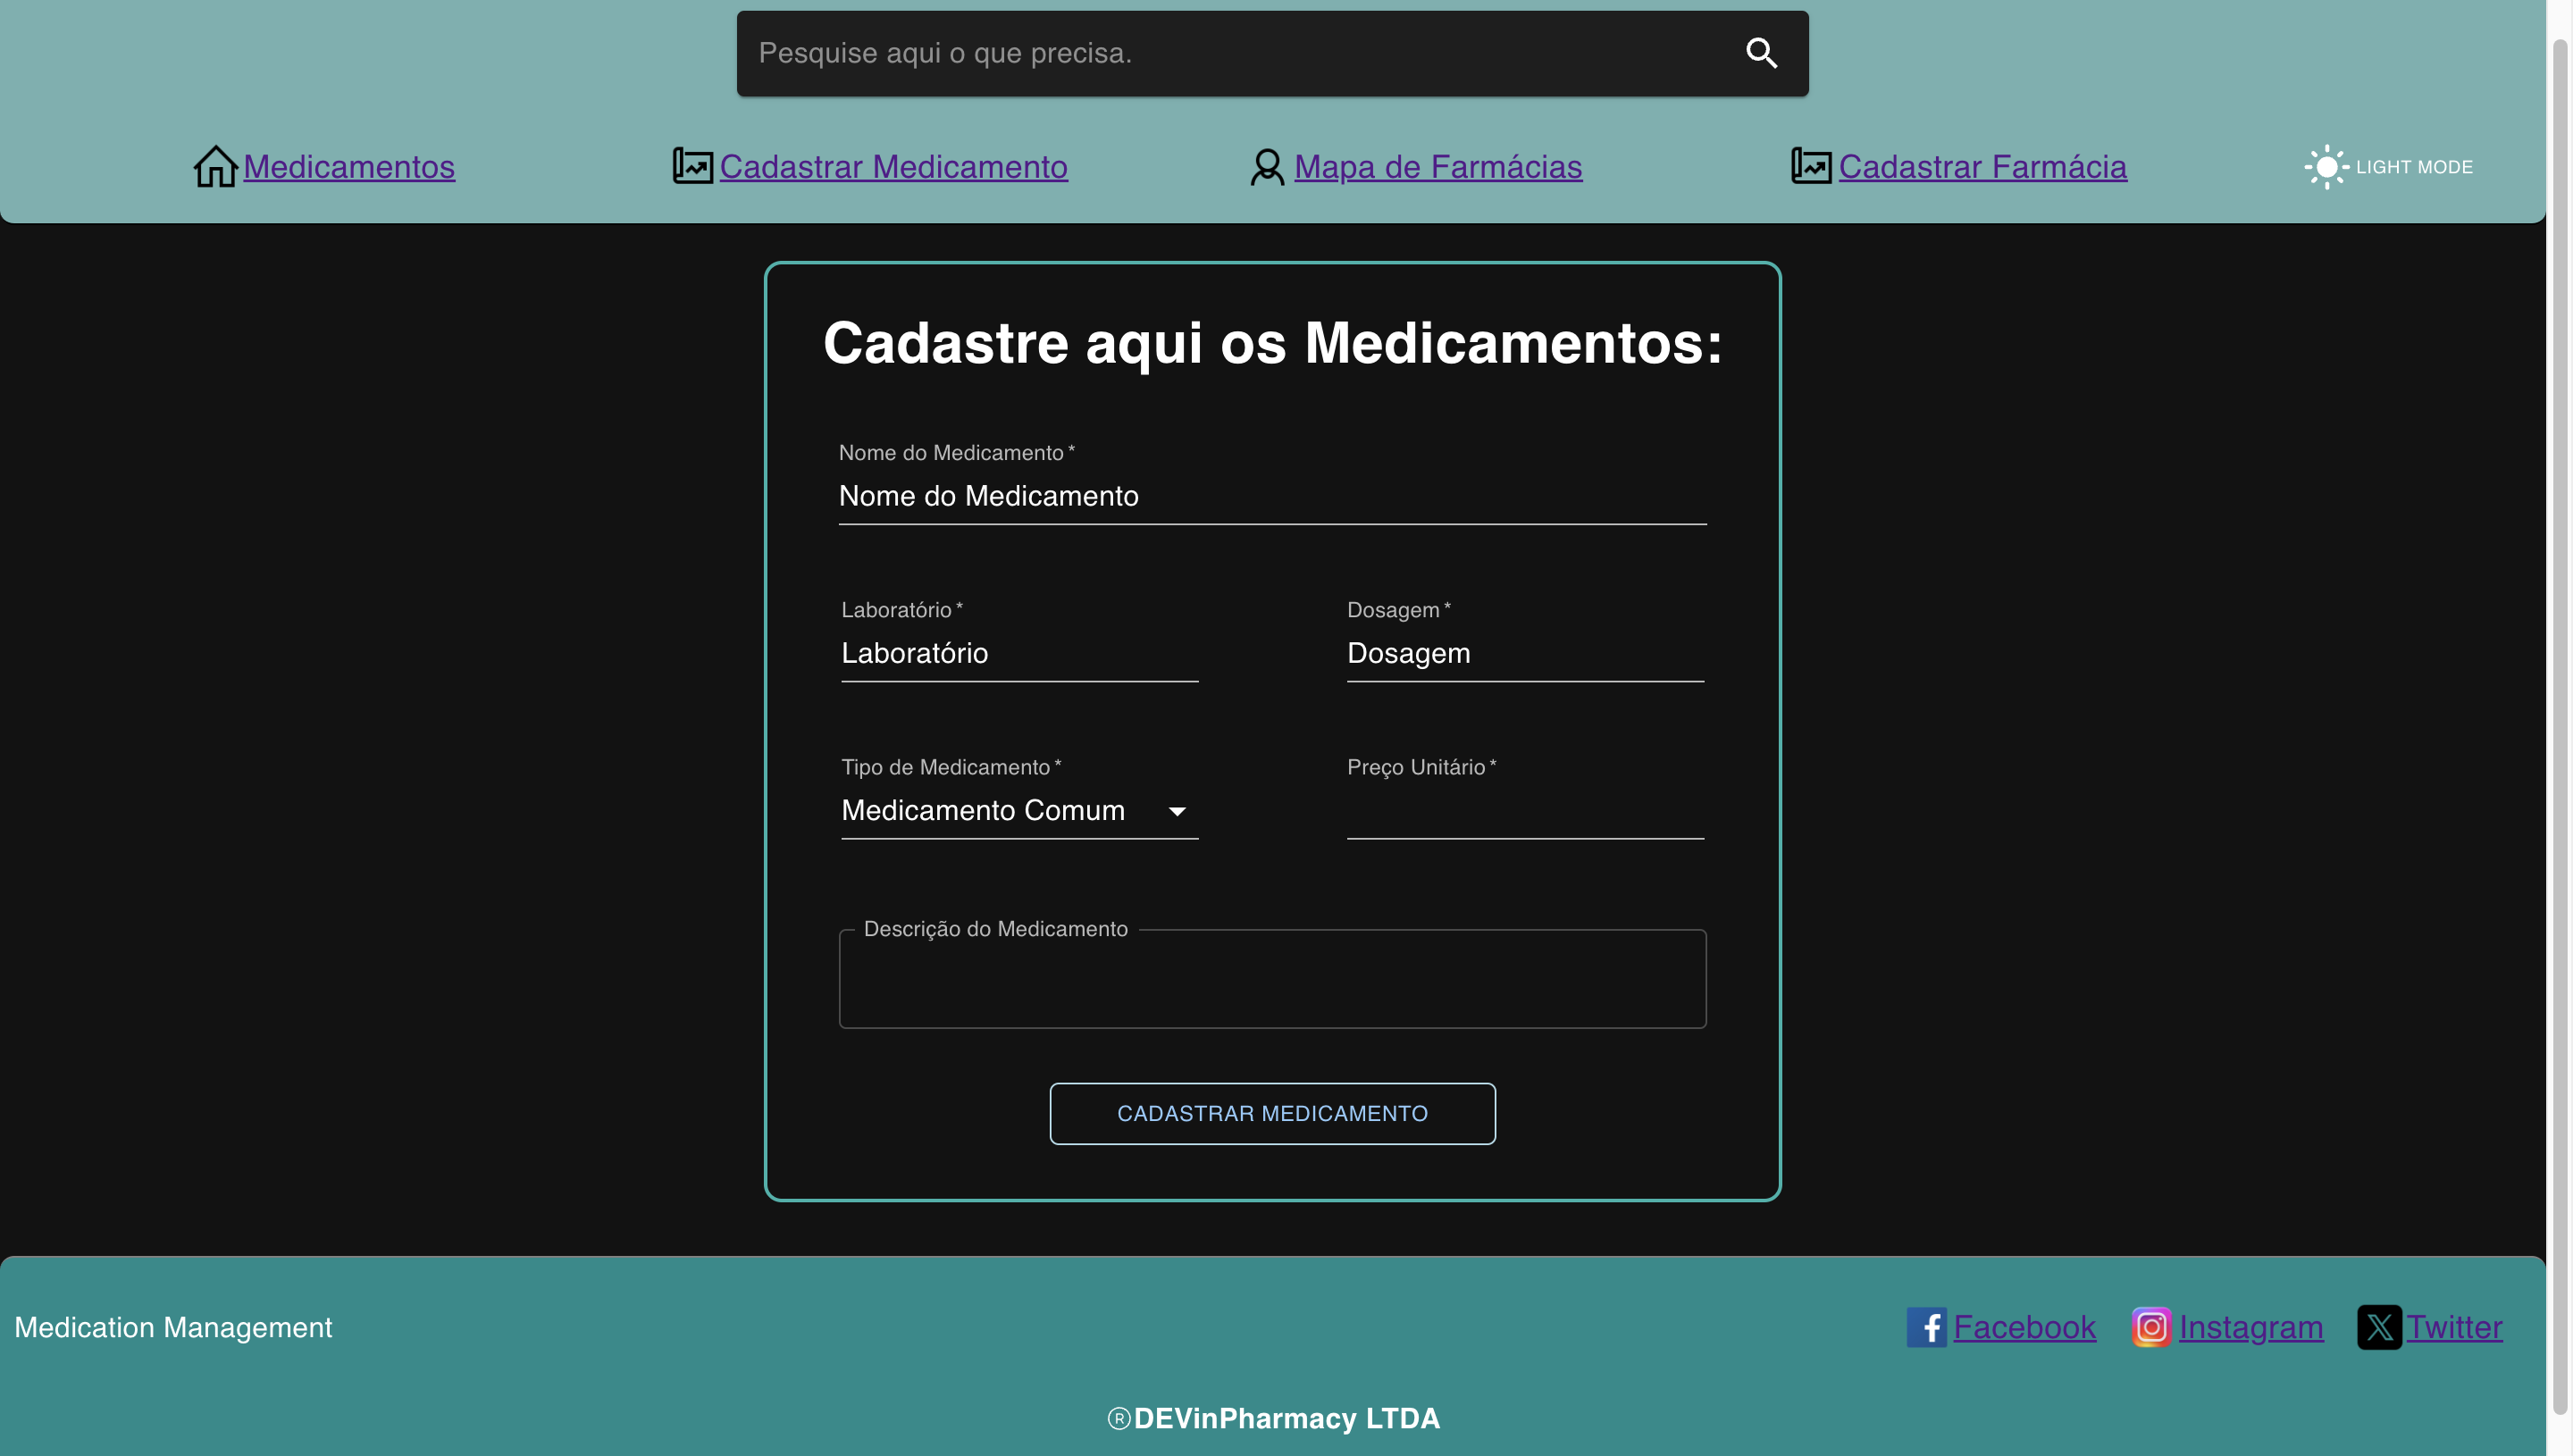 Pesquise aqui o que precisa.
Medicamentos Cadastrar Medicamento Mapa de Farmácias Cadastrar Farmácia LIGHT MODE
Cadastre aqui os Medicamentos:
Nome do Medicamento *
Nome do Medicamento
Laboratório * Dosagem *
Laboratório Dosagem
Tipo de Medicamento * Preço Unitário *
Medicamento Comum
Descrição do Medicamento
CADASTRAR MEDICAMENTO
Medication Management Facebook Instagram Twitter
®DEVinPharmacy LTDA